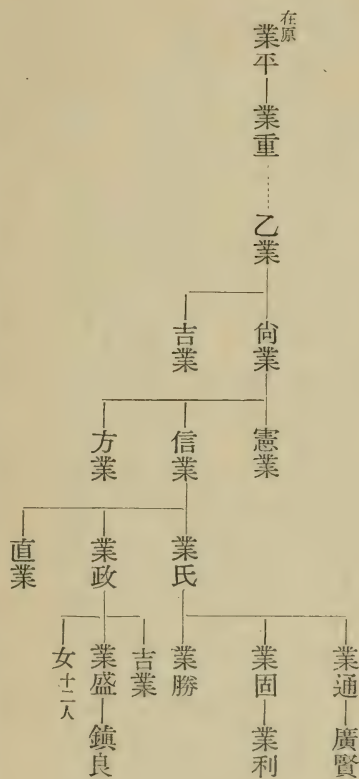 在原
業平
業重
乙業
尙業
吉業
憲業
信業
方業
業氏
業政
直業
業通
廣賢
業固
業利
業勝
吉業
業盛
鎭良
女十二人